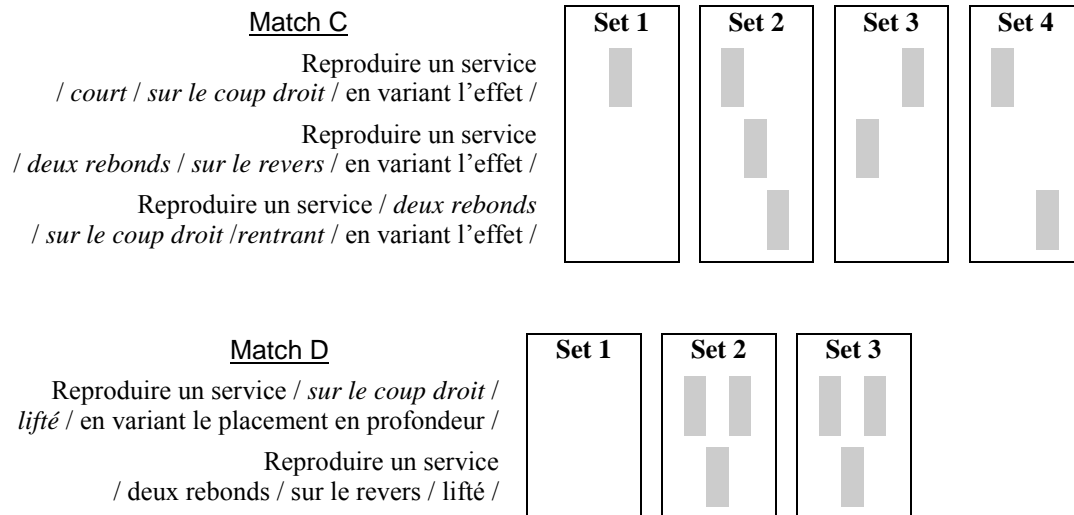 Match C
Set 1 Set 2 Set 3 Set 4
Reproduire un service
/ court / sur le coup droit / en variant l’effet /
Reproduire un service
/ deux rebonds / sur le revers / en variant l’effet /
Reproduire un service / deux rebonds
/ sur le coup droit /rentrant / en variant l’effet /
Match D
Set 1 Set 2 Set 3
Reproduire un service / sur le coup droit /
lifté / en variant le placement en profondeur /
Reproduire un service
/ deux rebonds / sur le revers / lifté /